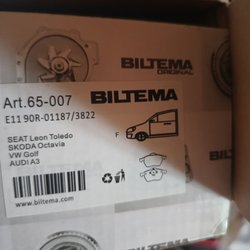 BILTEMA
ORIGINAL
Art.65-007
BILTEMA
E11 90R-01187/3822
SEAT Leon Toledo
SKODA Octavia
VW Golf
AUDI A3
F
www.biltema.com